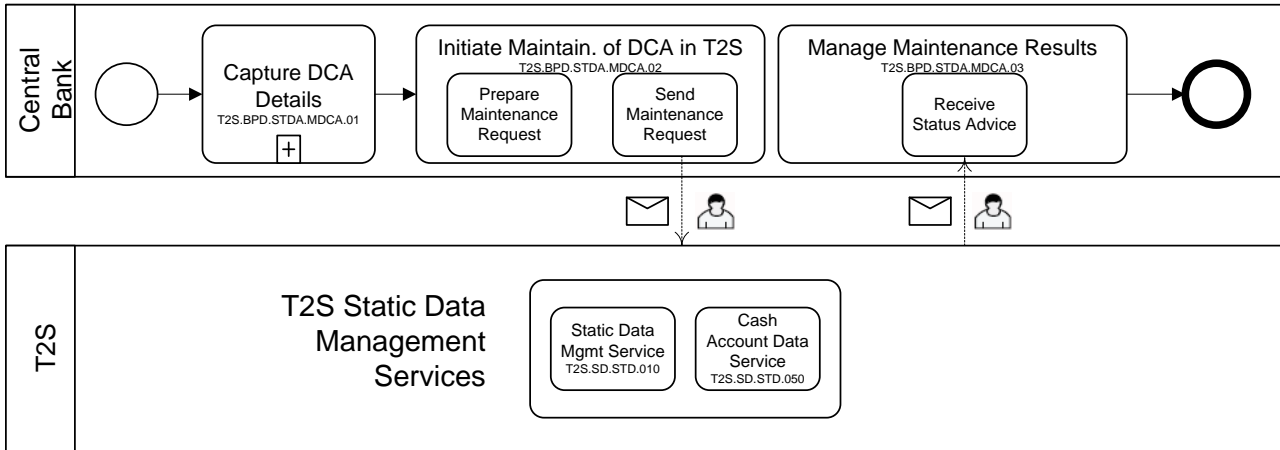 Central
Bank
Capture DCA
Details
T2S.BPD.STDA.MDCA.01
Initiate Maintain. of DCA in T2S
T2S.BPD.STDA.MDCA.02
Prepare
Maintenance
Request
Send
Maintenance
Request
Manage Maintenance Results
T2S.BPD.STDA.MDCA.03
Receive
Status Advice
T2S
T2S Static Data
Management
Services
Static Data
Mgmt Service
T2S.SD.STD.010
Cash
Account Data
Service
T2S.SD.STD.050